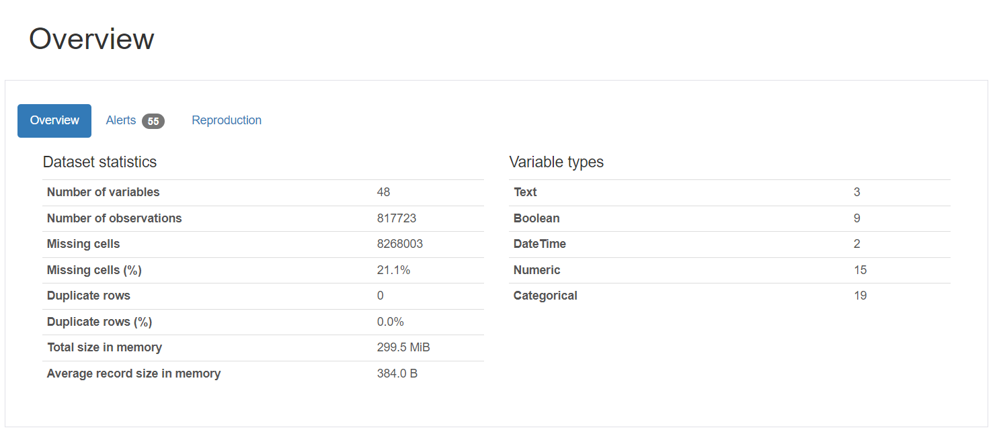 Overview
Overview Alerts 55 Reproduction
Dataset statistics
Number of variables 48
Number of observations 817723
Missing cells 8268003
Missing cells (%) 21.1%
Duplicate rows 0
Duplicate rows (%) 0.0%
Total size in memory 299.5 MiB
Average record size in memory 384.0 B
Variable types
Text 3
Boolean 9
DateTime 2
Numeric 15
Categorical 19